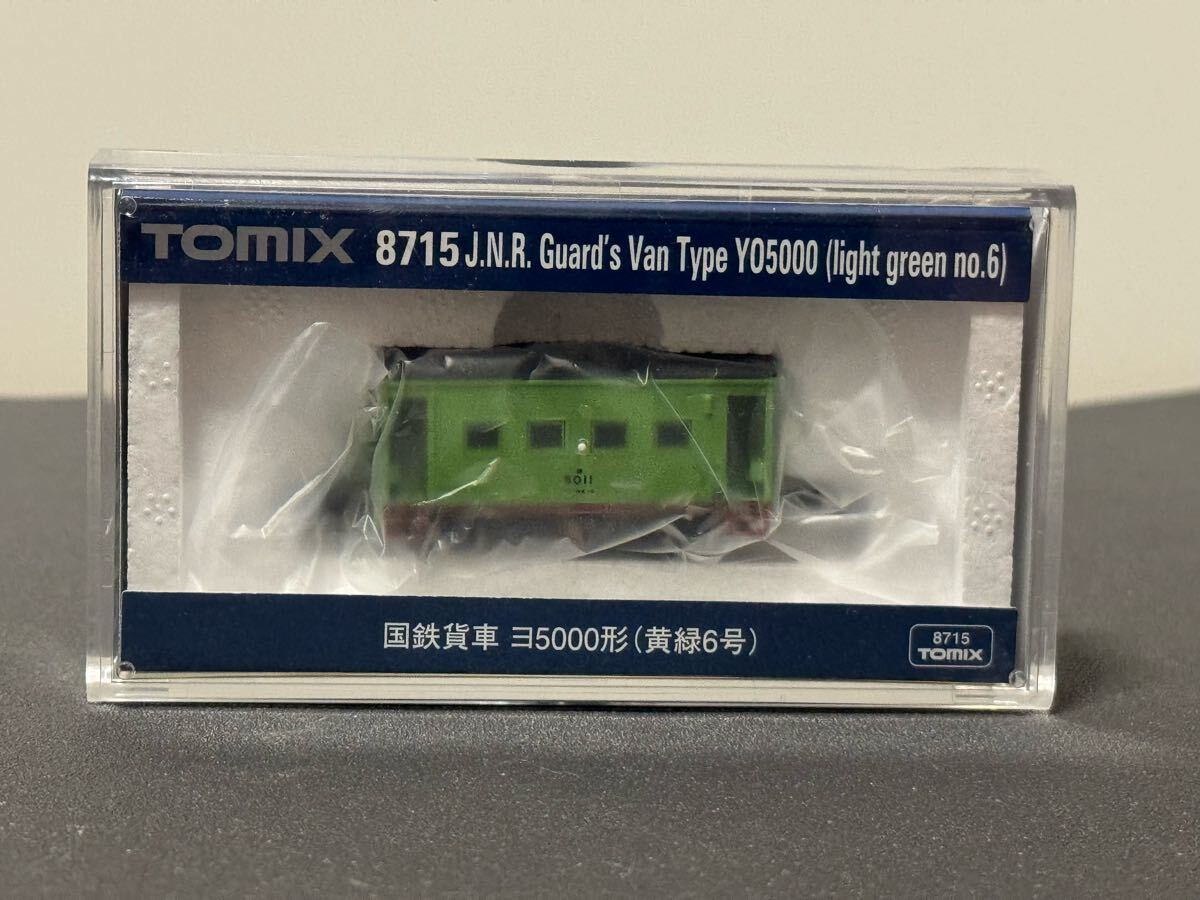 TOMIX 8715 J.N.R. Guard's Van Type YO5000 (light green no.6)
5011
国鉄貨車 ヨ5000形(黄緑6号)
8715
TOMIX